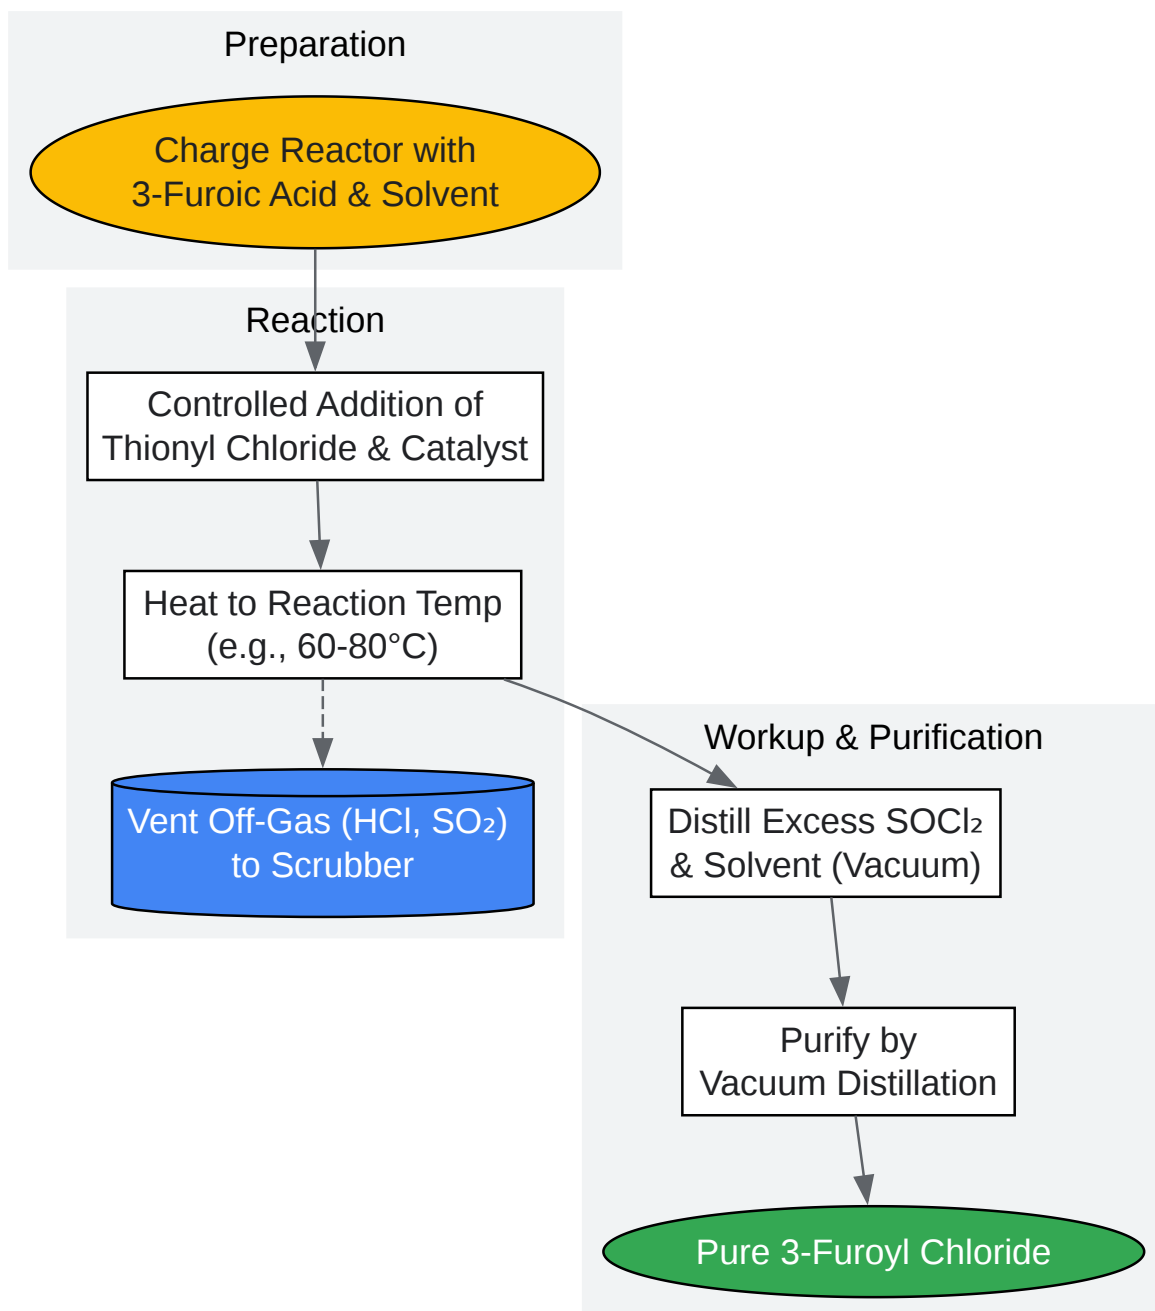 Preparation
Charge Reactor with
3-Furoic Acid & Solvent
Reaction
Controlled Addition of
Thionyl Chloride & Catalyst
Heat to Reaction Temp
(e.g., 60-80°C)
Vent Off-Gas (HCl, SO₂)
to Scrubber
Workup & Purification
Distill Excess SOCl₂
& Solvent (Vacuum)
Purify by
Vacuum Distillation
Pure 3-Furoyl Chloride